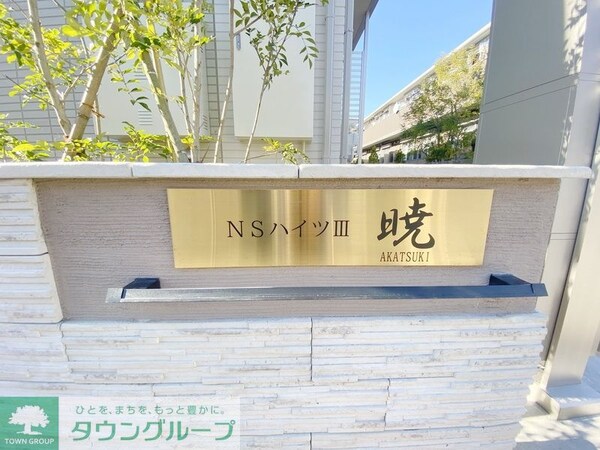 NSハイツⅢ 暁
AKATSUKI
TOWN GROUP
ひとを、まちを、もっと豊かに。
タウングループ